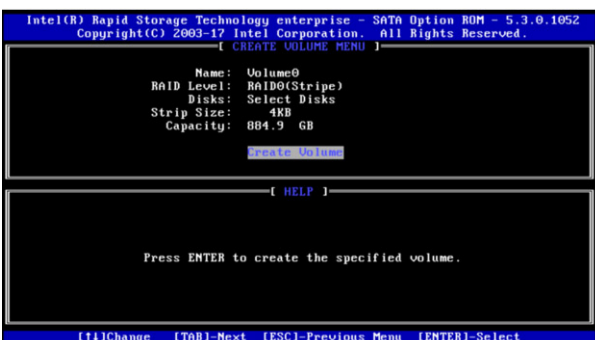 Intel(R) Rapid Storage Technology enterprise - SATA Option ROM - 5.3.0.1052
Copyright(C) 2003-17 Intel Corporation. All Rights Reserved.
[ CREATE VOLUME MENU ]
Name: Volume0
RAID Level: RAID0(Stripe)
Disks: Select Disks
Strip Size: 4KB
Capacity: 884.9 GB
Create Volume
[ HELP ]
Press ENTER to create the specified volume.
[↑↓]Change [TAB]-Next [ESC]-Previous Menu [ENTER]-Select